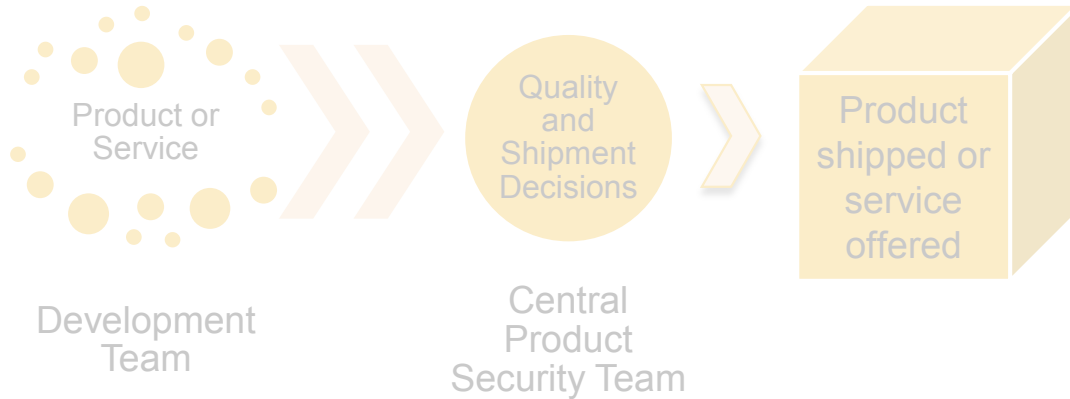 Product or
Service
Quality
and
Shipment
Decisions
Product
shipped or
service
offered
Development
Team
Central
Product
Security Team